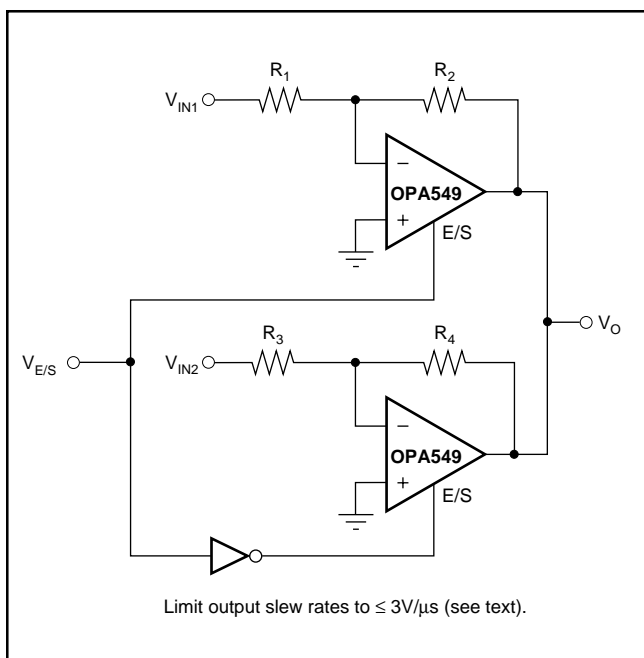 R1
R2
VIN1
−
OPA549
+
E/S
VO
R3
R4
VE/S
VIN2
−
OPA549
+
E/S
Limit output slew rates to ≤ 3V/µs (see text).